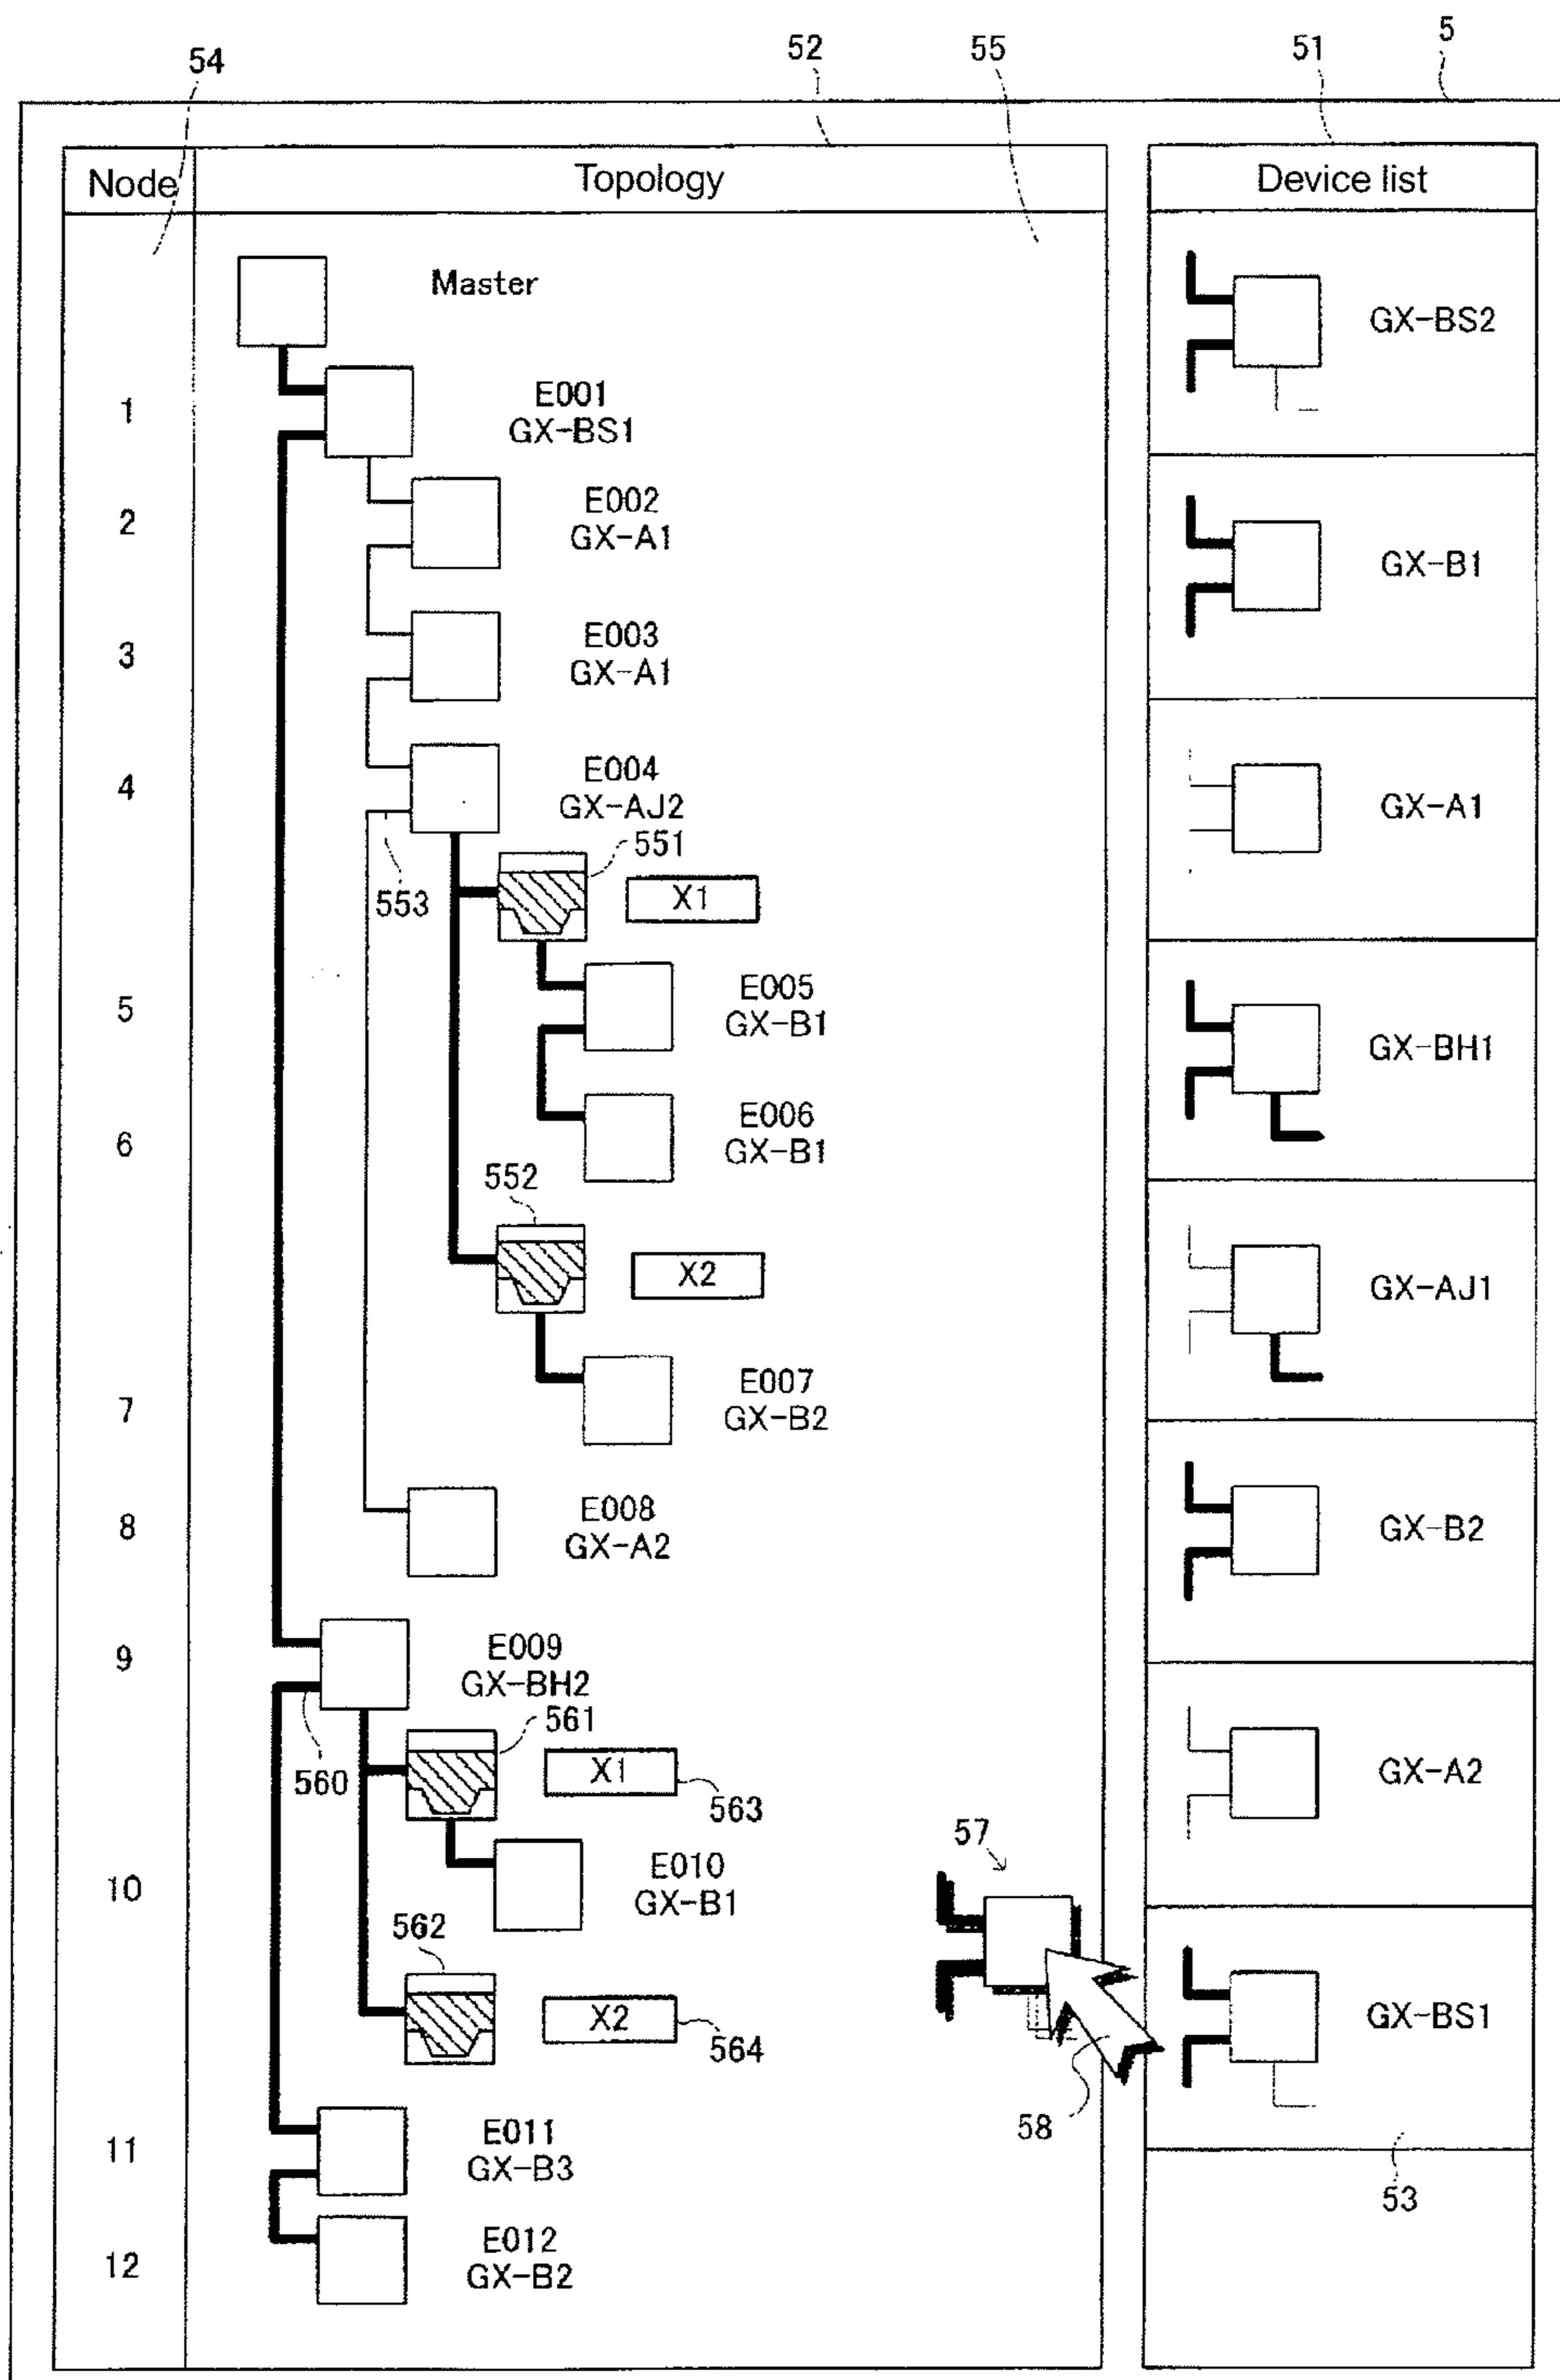 54
52
55
51
5
Node
Topology
Device list
Master
1
E001
GX-BS1
2
E002
GX-A1
3
E003
GX-A1
4
E004
GX-AJ2
551
553
X1
5
E005
GX-B1
6
E006
GX-B1
552
X2
7
E007
GX-B2
8
E008
GX-A2
9
E009
GX-BH2
561
560
X1
563
10
E010
GX-B1
562
X2
564
11
E011
GX-B3
12
E012
GX-B2
57
58
GX-BS2
GX-B1
GX-A1
GX-BH1
GX-AJ1
GX-B2
GX-A2
GX-BS1
53